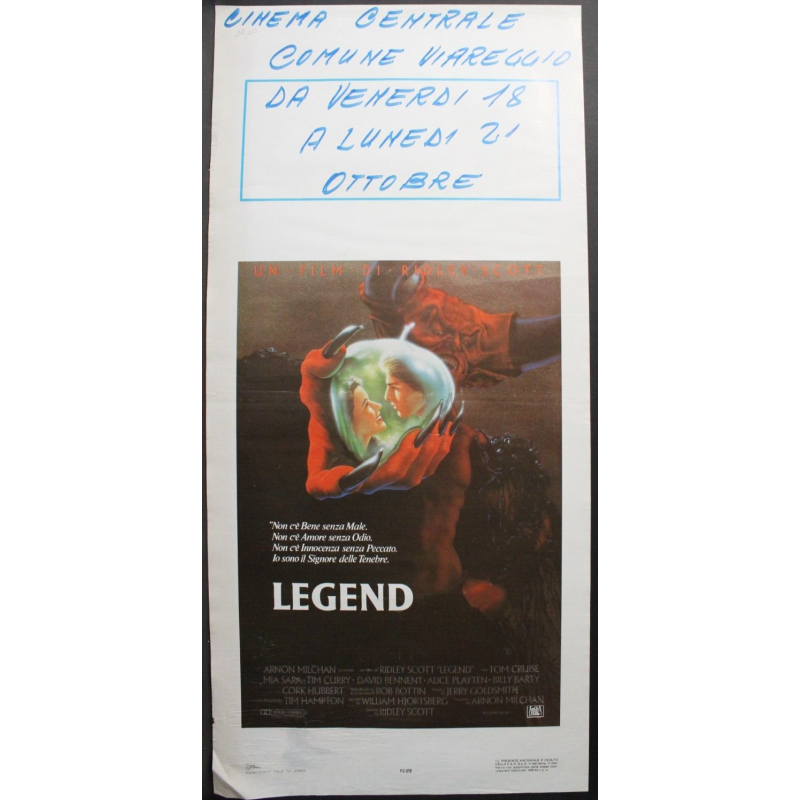 CINEMA CENTRALE
COMUNE VIAREGGIO
DA VENERDI 18
A LUNEDI 21
OTTOBRE
UN FILM DI RIDLEY SCOTT
"Non c'è Bene senza Male.
Non c'è Amore senza Odio.
Non c'è Innocenza senza Peccato.
Io sono il Signore delle Tenebre.
LEGEND
ARNON MILCHAN RIDLEY SCOTT "LEGEND" TOM CRUISE
MIA SARA · TIM CURRY · DAVID BENNENT · ALICE PLAYTEN · BILLY BARTY
CORK HUBBERT ROB BOTTIN JERRY GOLDSMITH
TIM HAMPTON WILLIAM HJORTSBERG ARNON MILCHAN
RIDLEY SCOTT